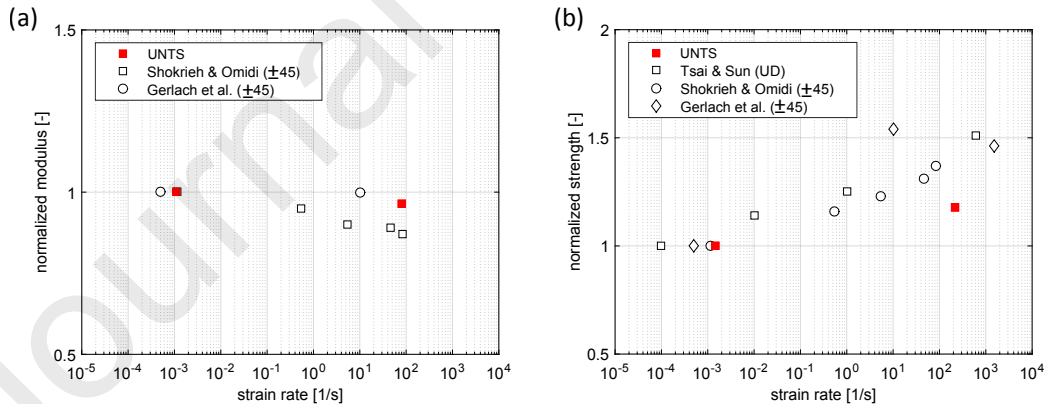 (a)
1.5
UNTS
Shokrieh & Omidi (±45)
Gerlach et al. (±45)
normalized modulus [-]
1
0.5
10^-5 10^-4 10^-3 10^-2 10^-1 10^0 10^1 10^2 10^3 10^4
strain rate [1/s]
(b)
2
UNTS
Tsai & Sun (UD)
Shokrieh & Omidi (±45)
Gerlach et al. (±45)
normalized strength [-]
1.5
1
0.5
10^-5 10^-4 10^-3 10^-2 10^-1 10^0 10^1 10^2 10^3 10^4
strain rate [1/s]
Journal